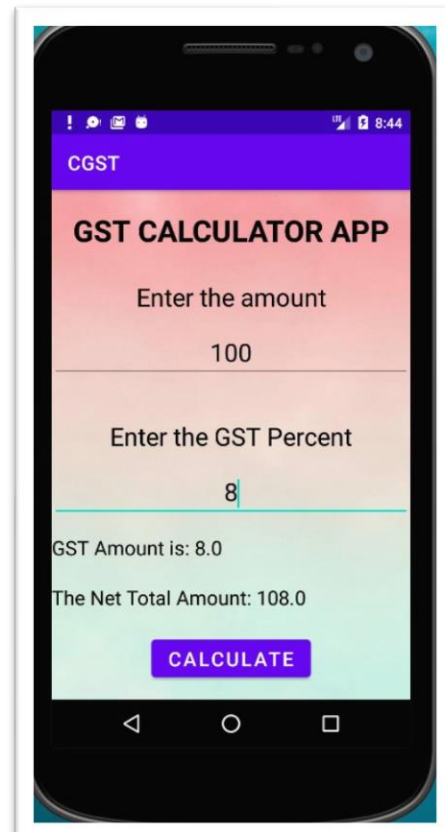 8:44
CGST
GST CALCULATOR APP
Enter the amount
100
Enter the GST Percent
8
GST Amount is: 8.0
The Net Total Amount: 108.0
CALCULATE